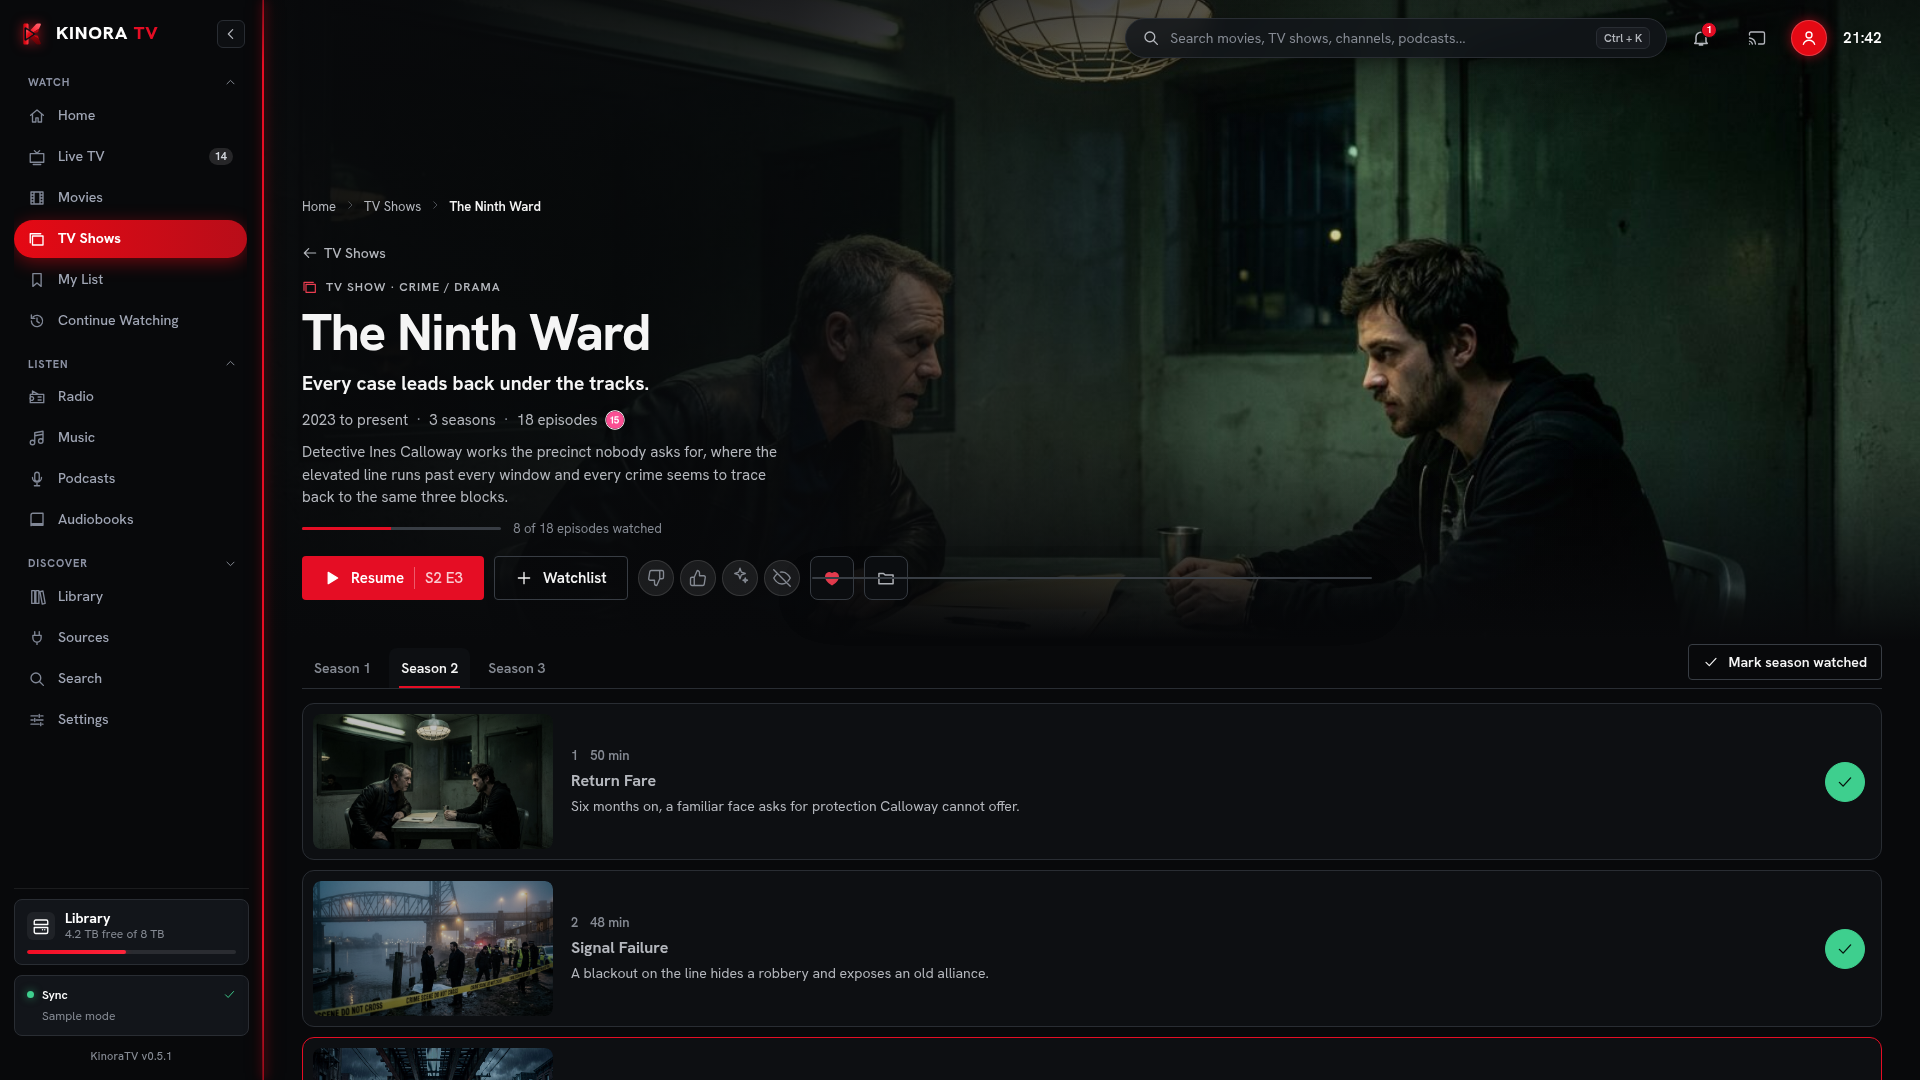 KINORA TV
WATCH
Home
Live TV 14
Movies
TV Shows
My List
Continue Watching
LISTEN
Radio
Music
Podcasts
Audiobooks
DISCOVER
Library
Sources
Search
Settings
Library
4.2 TB free of 8 TB
Sync
Sample mode
KinoraTV v0.5.1
Search movies, TV shows, channels, podcasts... Ctrl + K
1
21:42
Home TV Shows The Ninth Ward
TV Shows
TV SHOW · CRIME / DRAMA
The Ninth Ward
Every case leads back under the tracks.
2023 to present · 3 seasons · 18 episodes 15
Detective Ines Calloway works the precinct nobody asks for, where the
elevated line runs past every window and every crime seems to trace
back to the same three blocks.
8 of 18 episodes watched
Resume S2 E3 Watchlist
Season 1 Season 2 Season 3 Mark season watched
1 50 min
Return Fare
Six months on, a familiar face asks for protection Calloway cannot offer.
2 48 min
Signal Failure
A blackout on the line hides a robbery and exposes an old alliance.
CRIME SCENE DO NOT CROSS